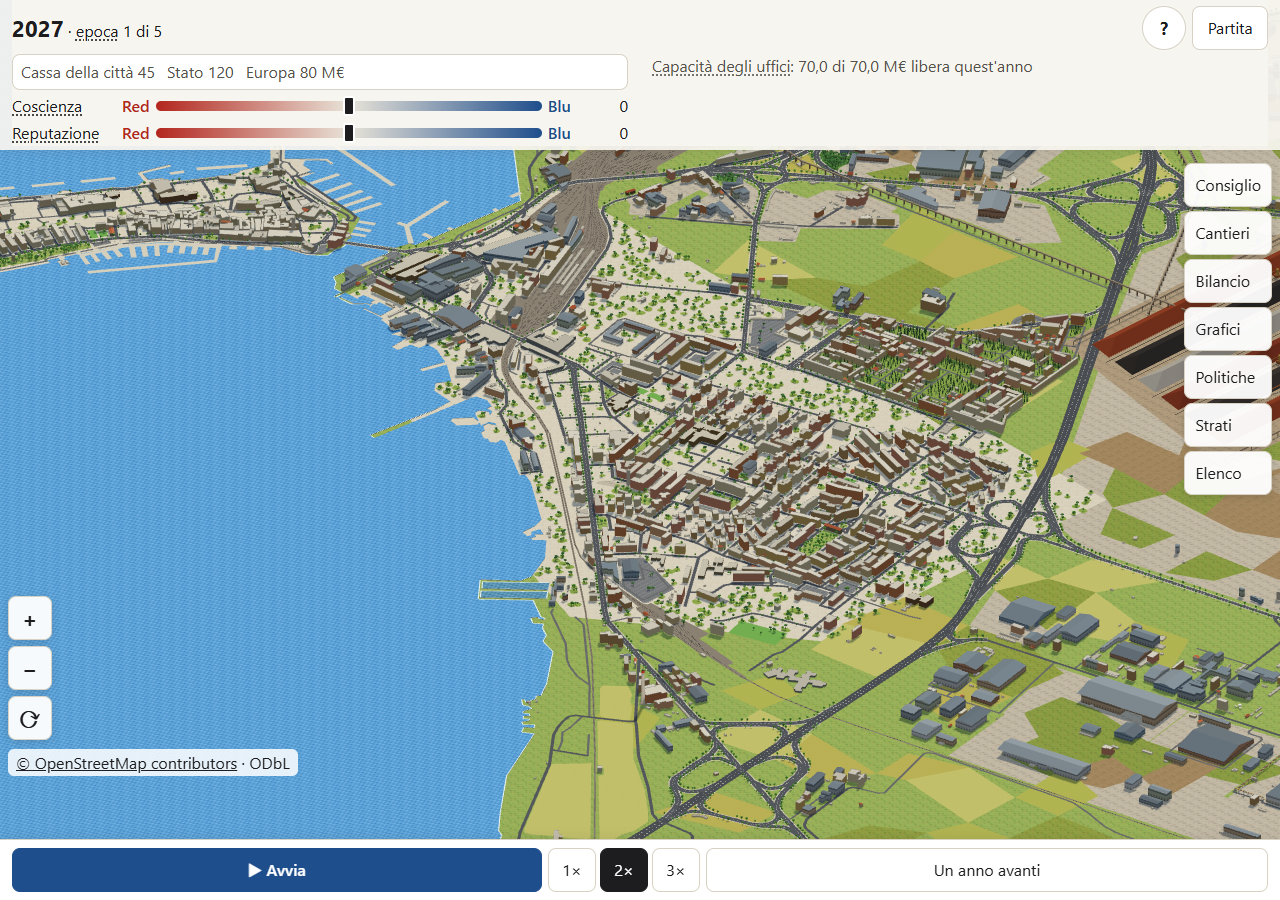 2027 · epoca 1 di 5
?
Partita
Cassa della città 45 Stato 120 Europa 80 M€
Capacità degli uffici: 70,0 di 70,0 M€ libera quest'anno
Coscienza Red Blu 0
Reputazione Red Blu 0
Consiglio
Cantieri
Bilancio
Grafici
Politiche
Strati
Elenco
+
−
⟳
© OpenStreetMap contributors · ODbL
▶ Avvia
1×
2×
3×
Un anno avanti